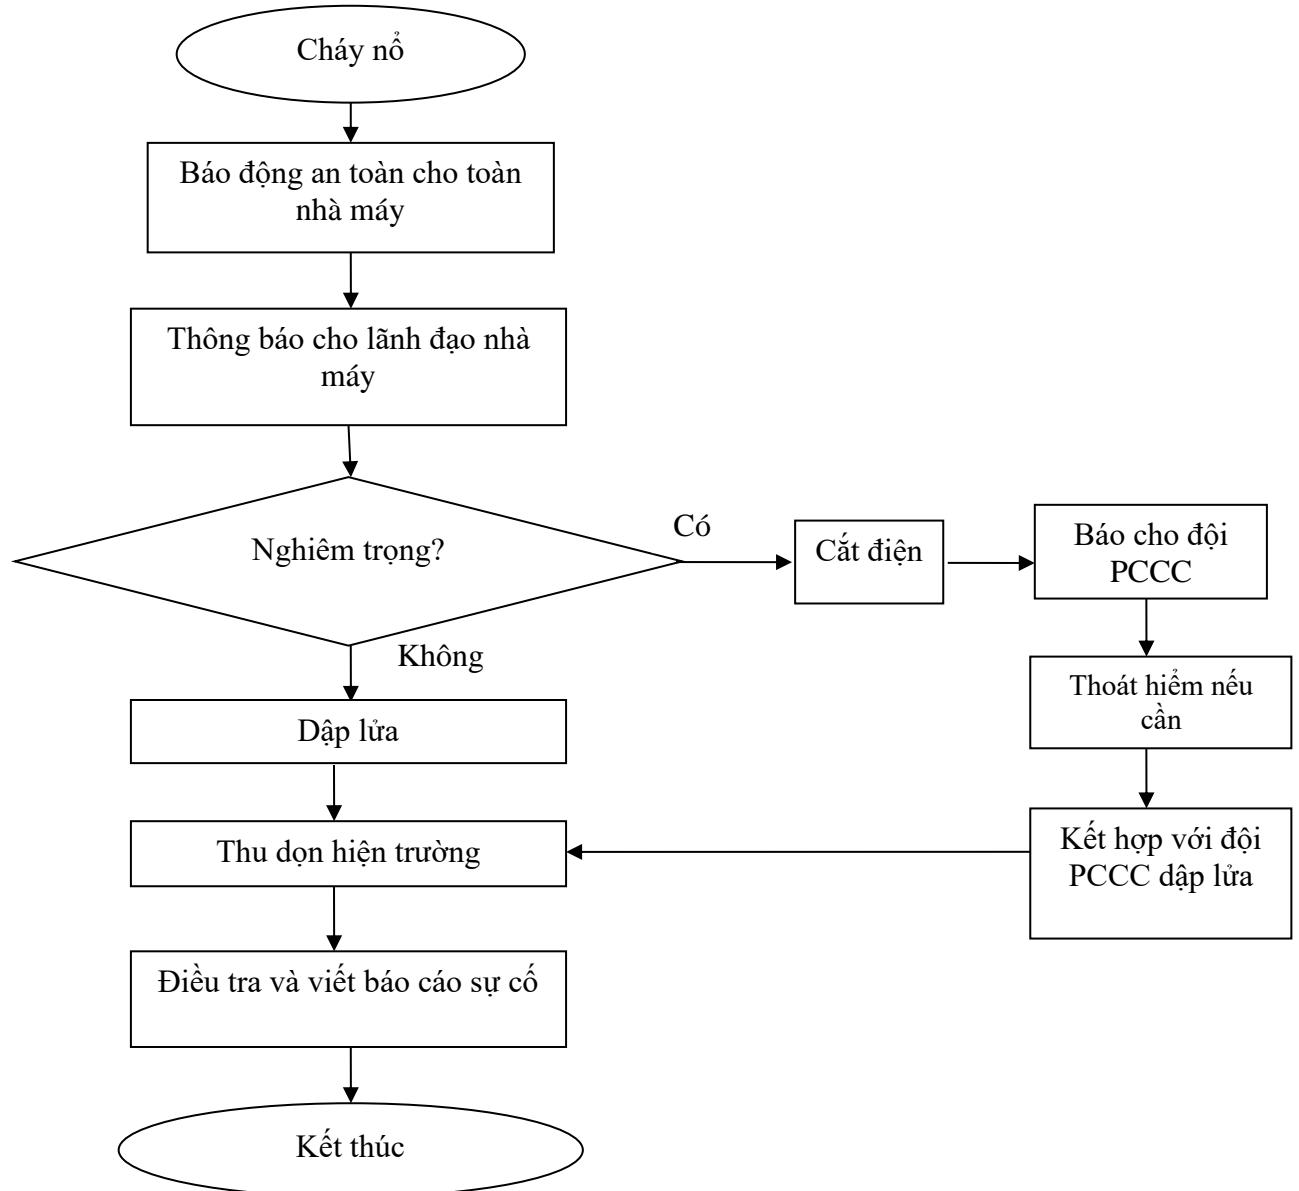 Cháy nổ
Báo động an toàn cho toàn
nhà máy
Thông báo cho lãnh đạo nhà
máy
Nghiêm trọng?
Có
Cắt điện
Báo cho đội
PCCC
Không
Thoát hiểm nếu
cần
Dập lửa
Kết hợp với đội
PCCC dập lửa
Thu dọn hiện trường
Điều tra và viết báo cáo sự cố
Kết thúc